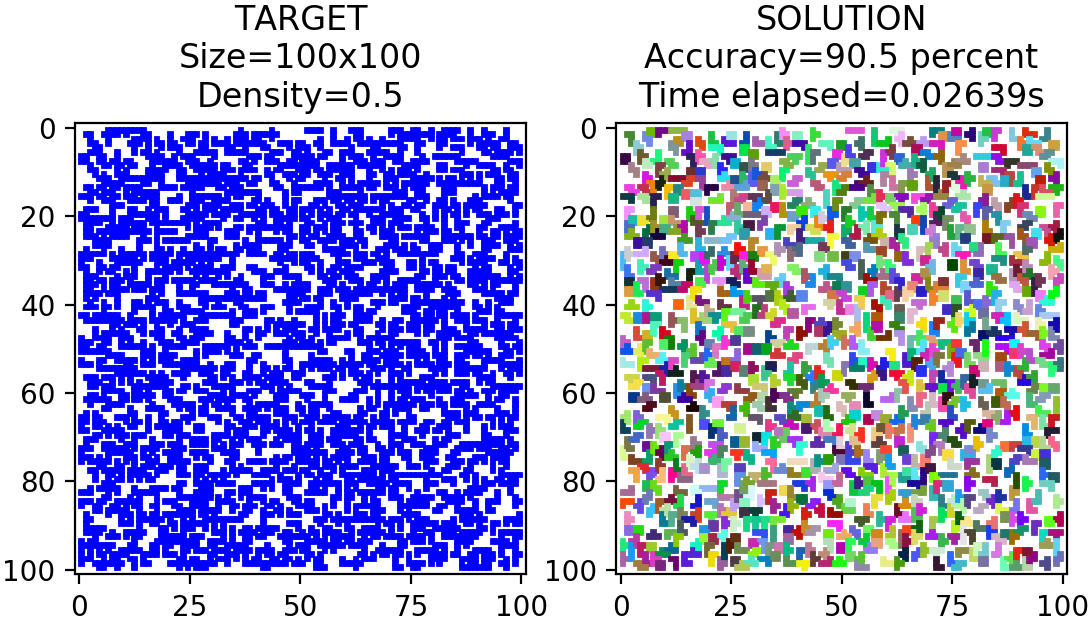 TARGET
Size=100x100
Density=0.5
SOLUTION
Accuracy=90.5 percent
Time elapsed=0.02639s
0
20
40
60
80
100
0 25 50 75 100
0
20
40
60
80
100
0 25 50 75 100